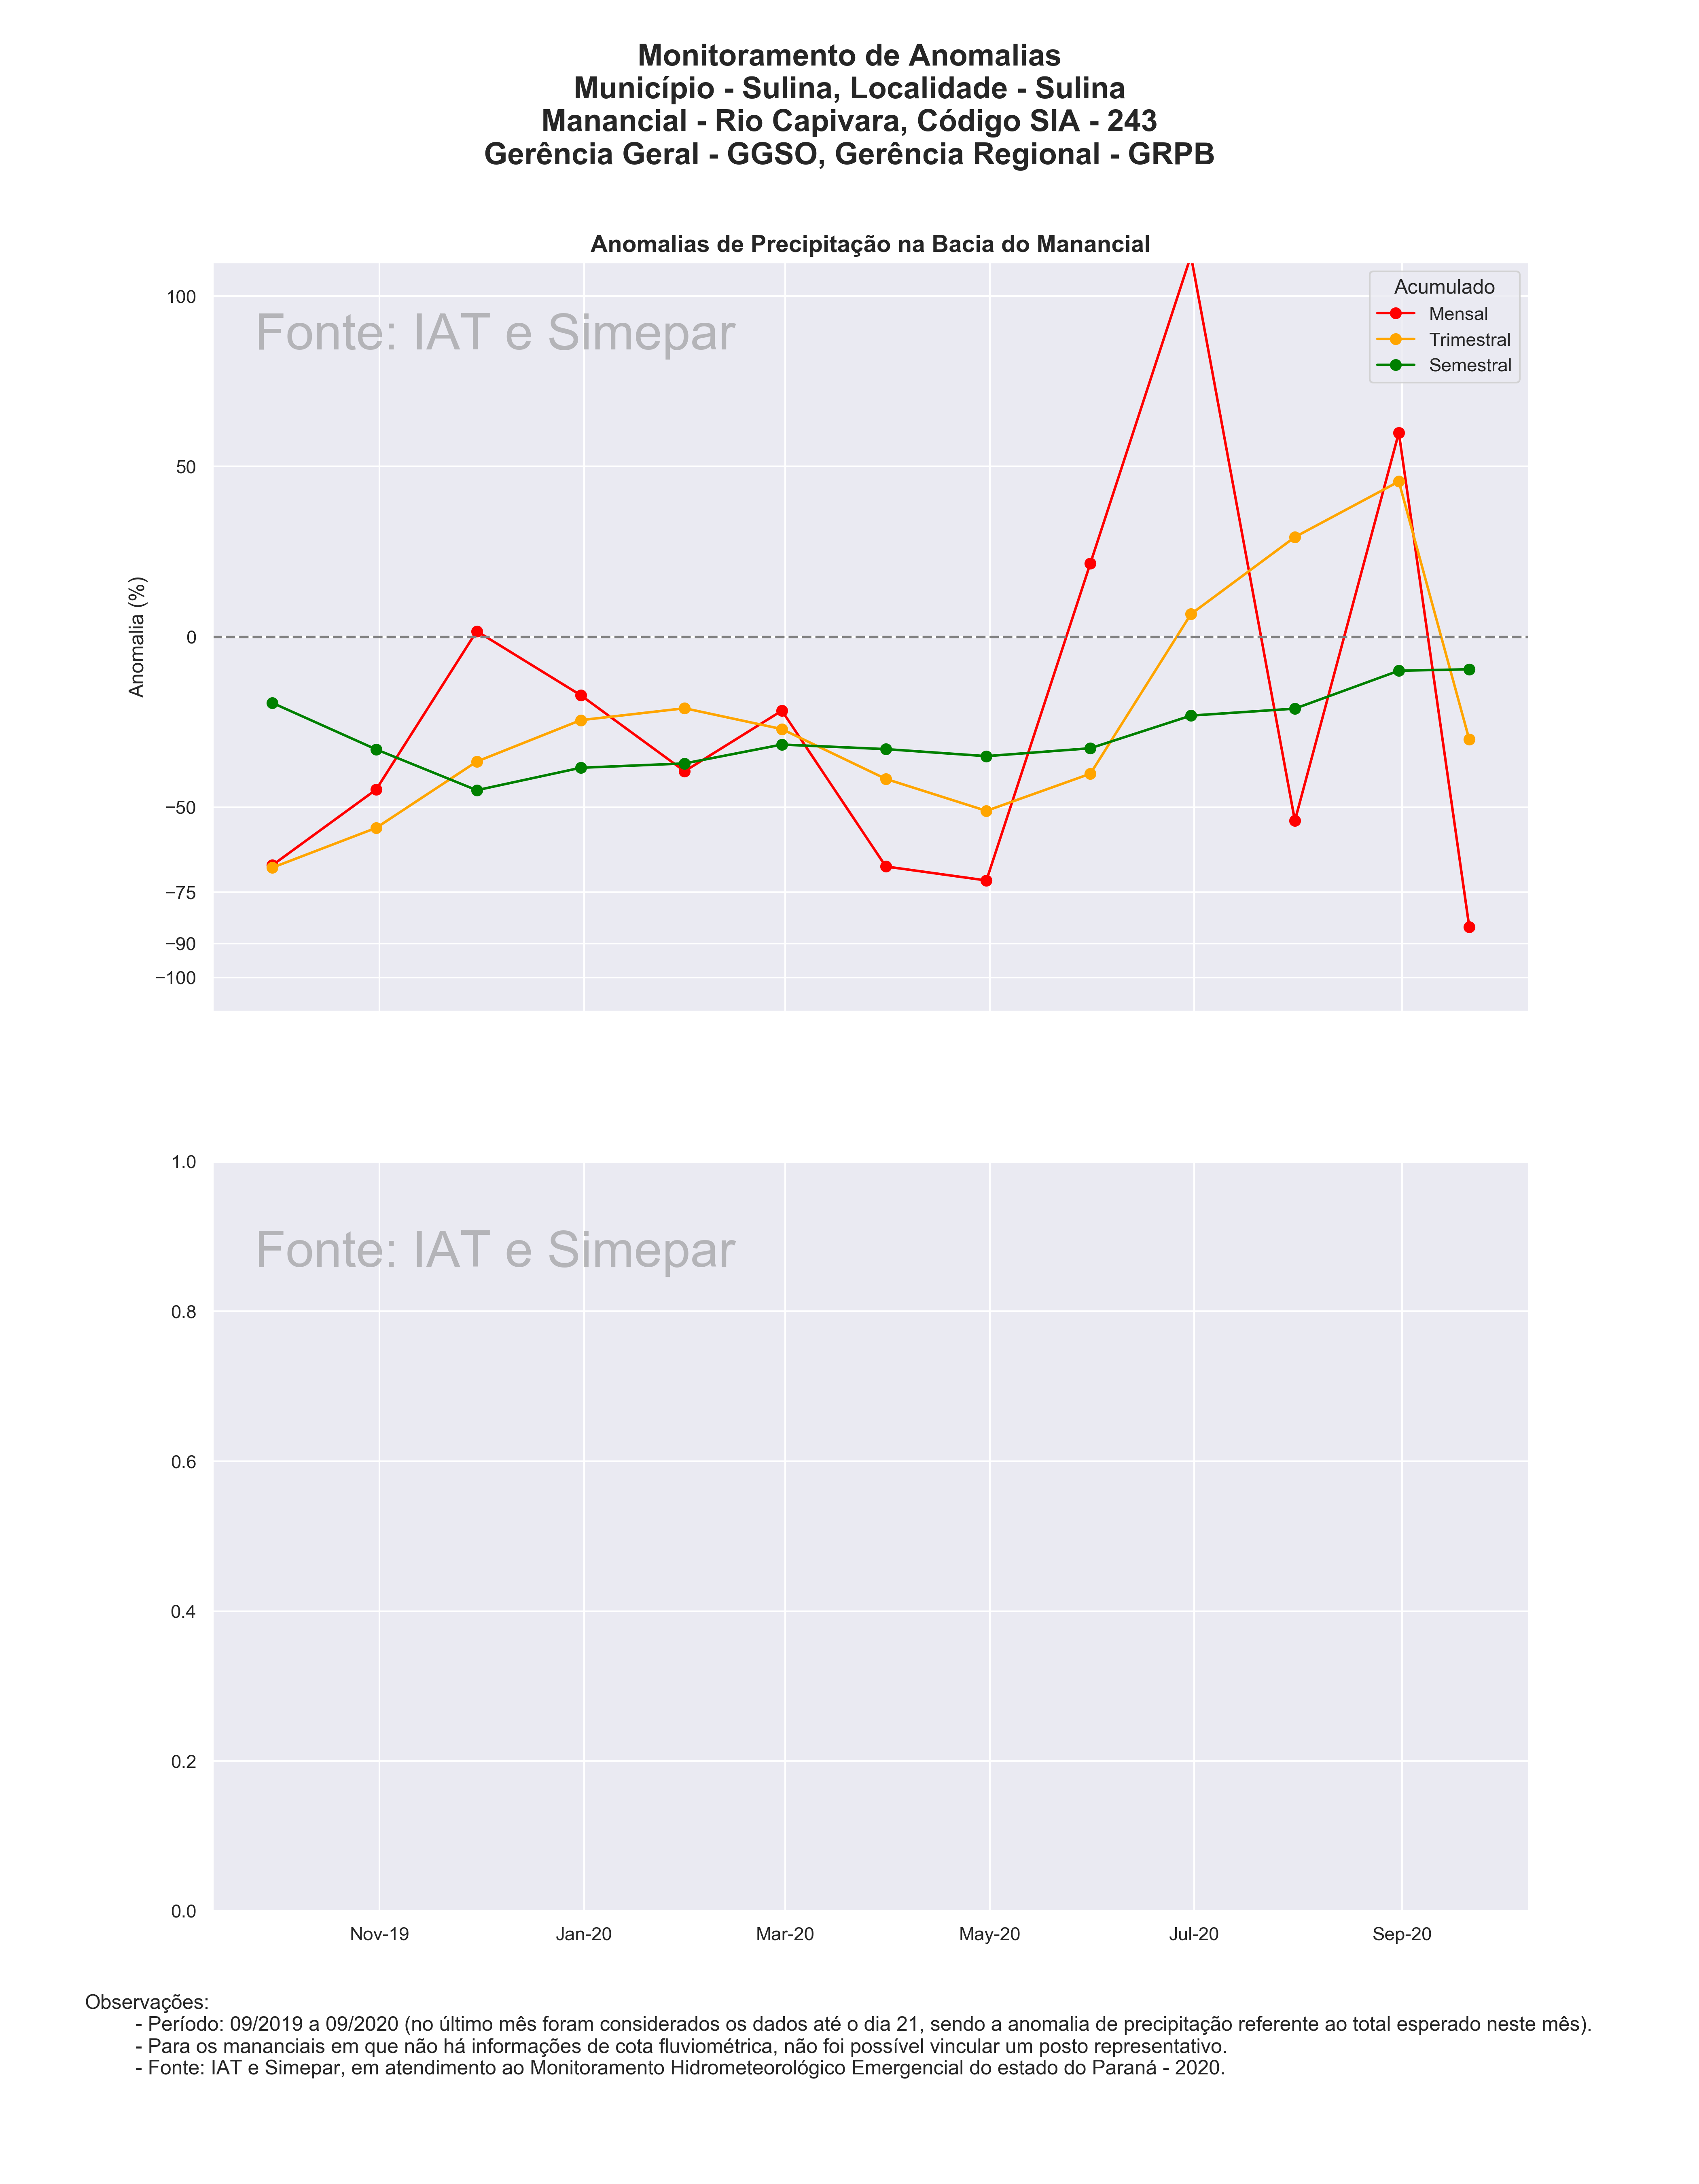 Monitoramento de Anomalias
Município - Sulina, Localidade - Sulina
Manancial - Rio Capivara, Código SIA - 243
Gerência Geral - GGSO, Gerência Regional - GRPB
Anomalias de Precipitação na Bacia do Manancial
Fonte: IAT e Simepar
Acumulado
Mensal
Trimestral
Semestral
Anomalia (%)
100
50
0
−50
−75
−90
−100
Fonte: IAT e Simepar
1.0
0.8
0.6
0.4
0.2
0.0
Nov-19 Jan-20 Mar-20 May-20 Jul-20 Sep-20
Observações:
- Período: 09/2019 a 09/2020 (no último mês foram considerados os dados até o dia 21, sendo a anomalia de precipitação referente ao total esperado neste mês).
- Para os mananciais em que não há informações de cota fluviométrica, não foi possível vincular um posto representativo.
- Fonte: IAT e Simepar, em atendimento ao Monitoramento Hidrometeorológico Emergencial do estado do Paraná - 2020.